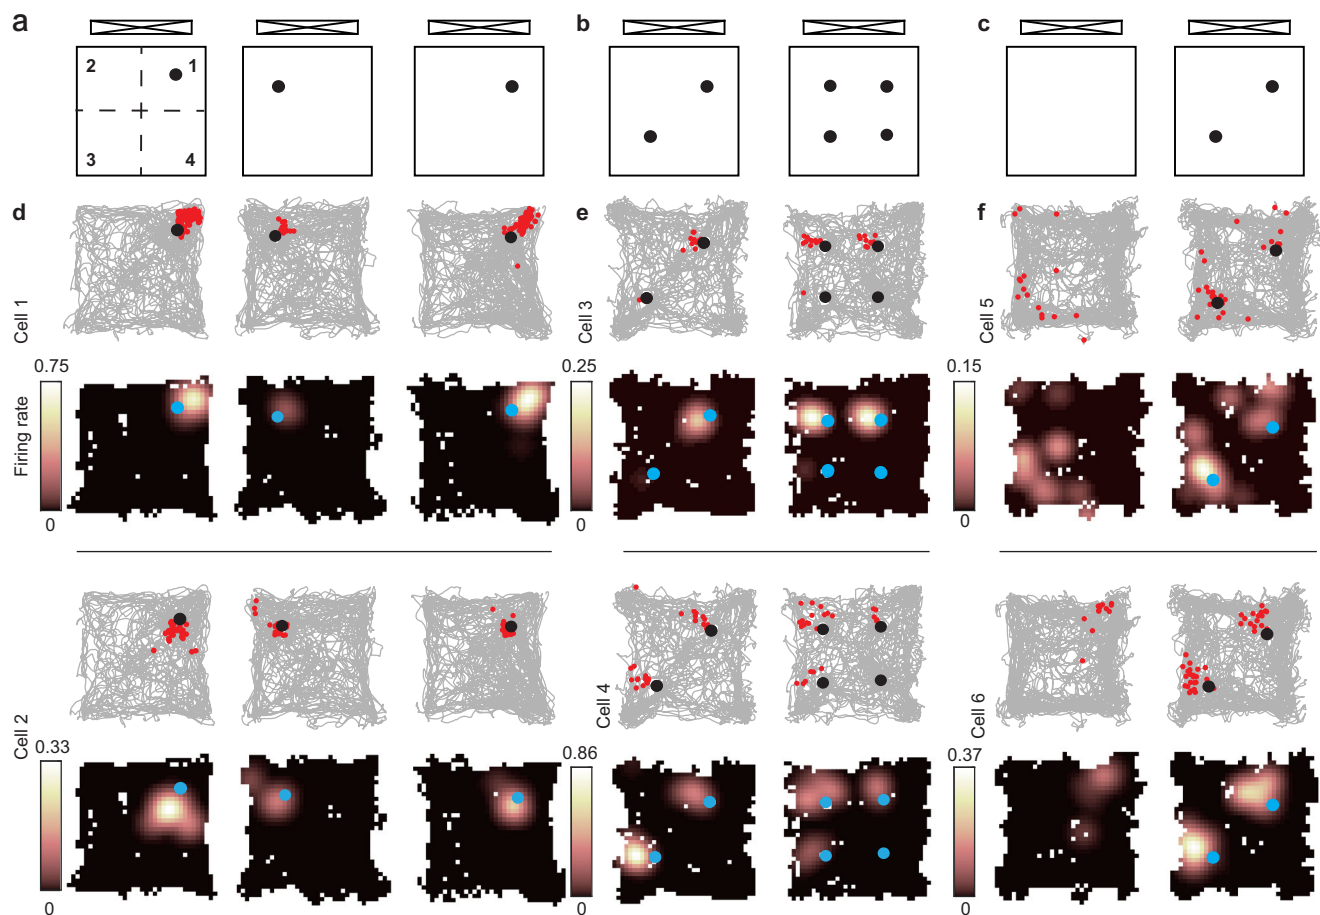 a b c
2 1
3 4
d e f
Cell 1 Cell 3 Cell 5
0.75 0.25 0.15
Firing rate
0 0 0
Cell 2 Cell 4 Cell 6
0.33 0.86 0.37
0 0 0